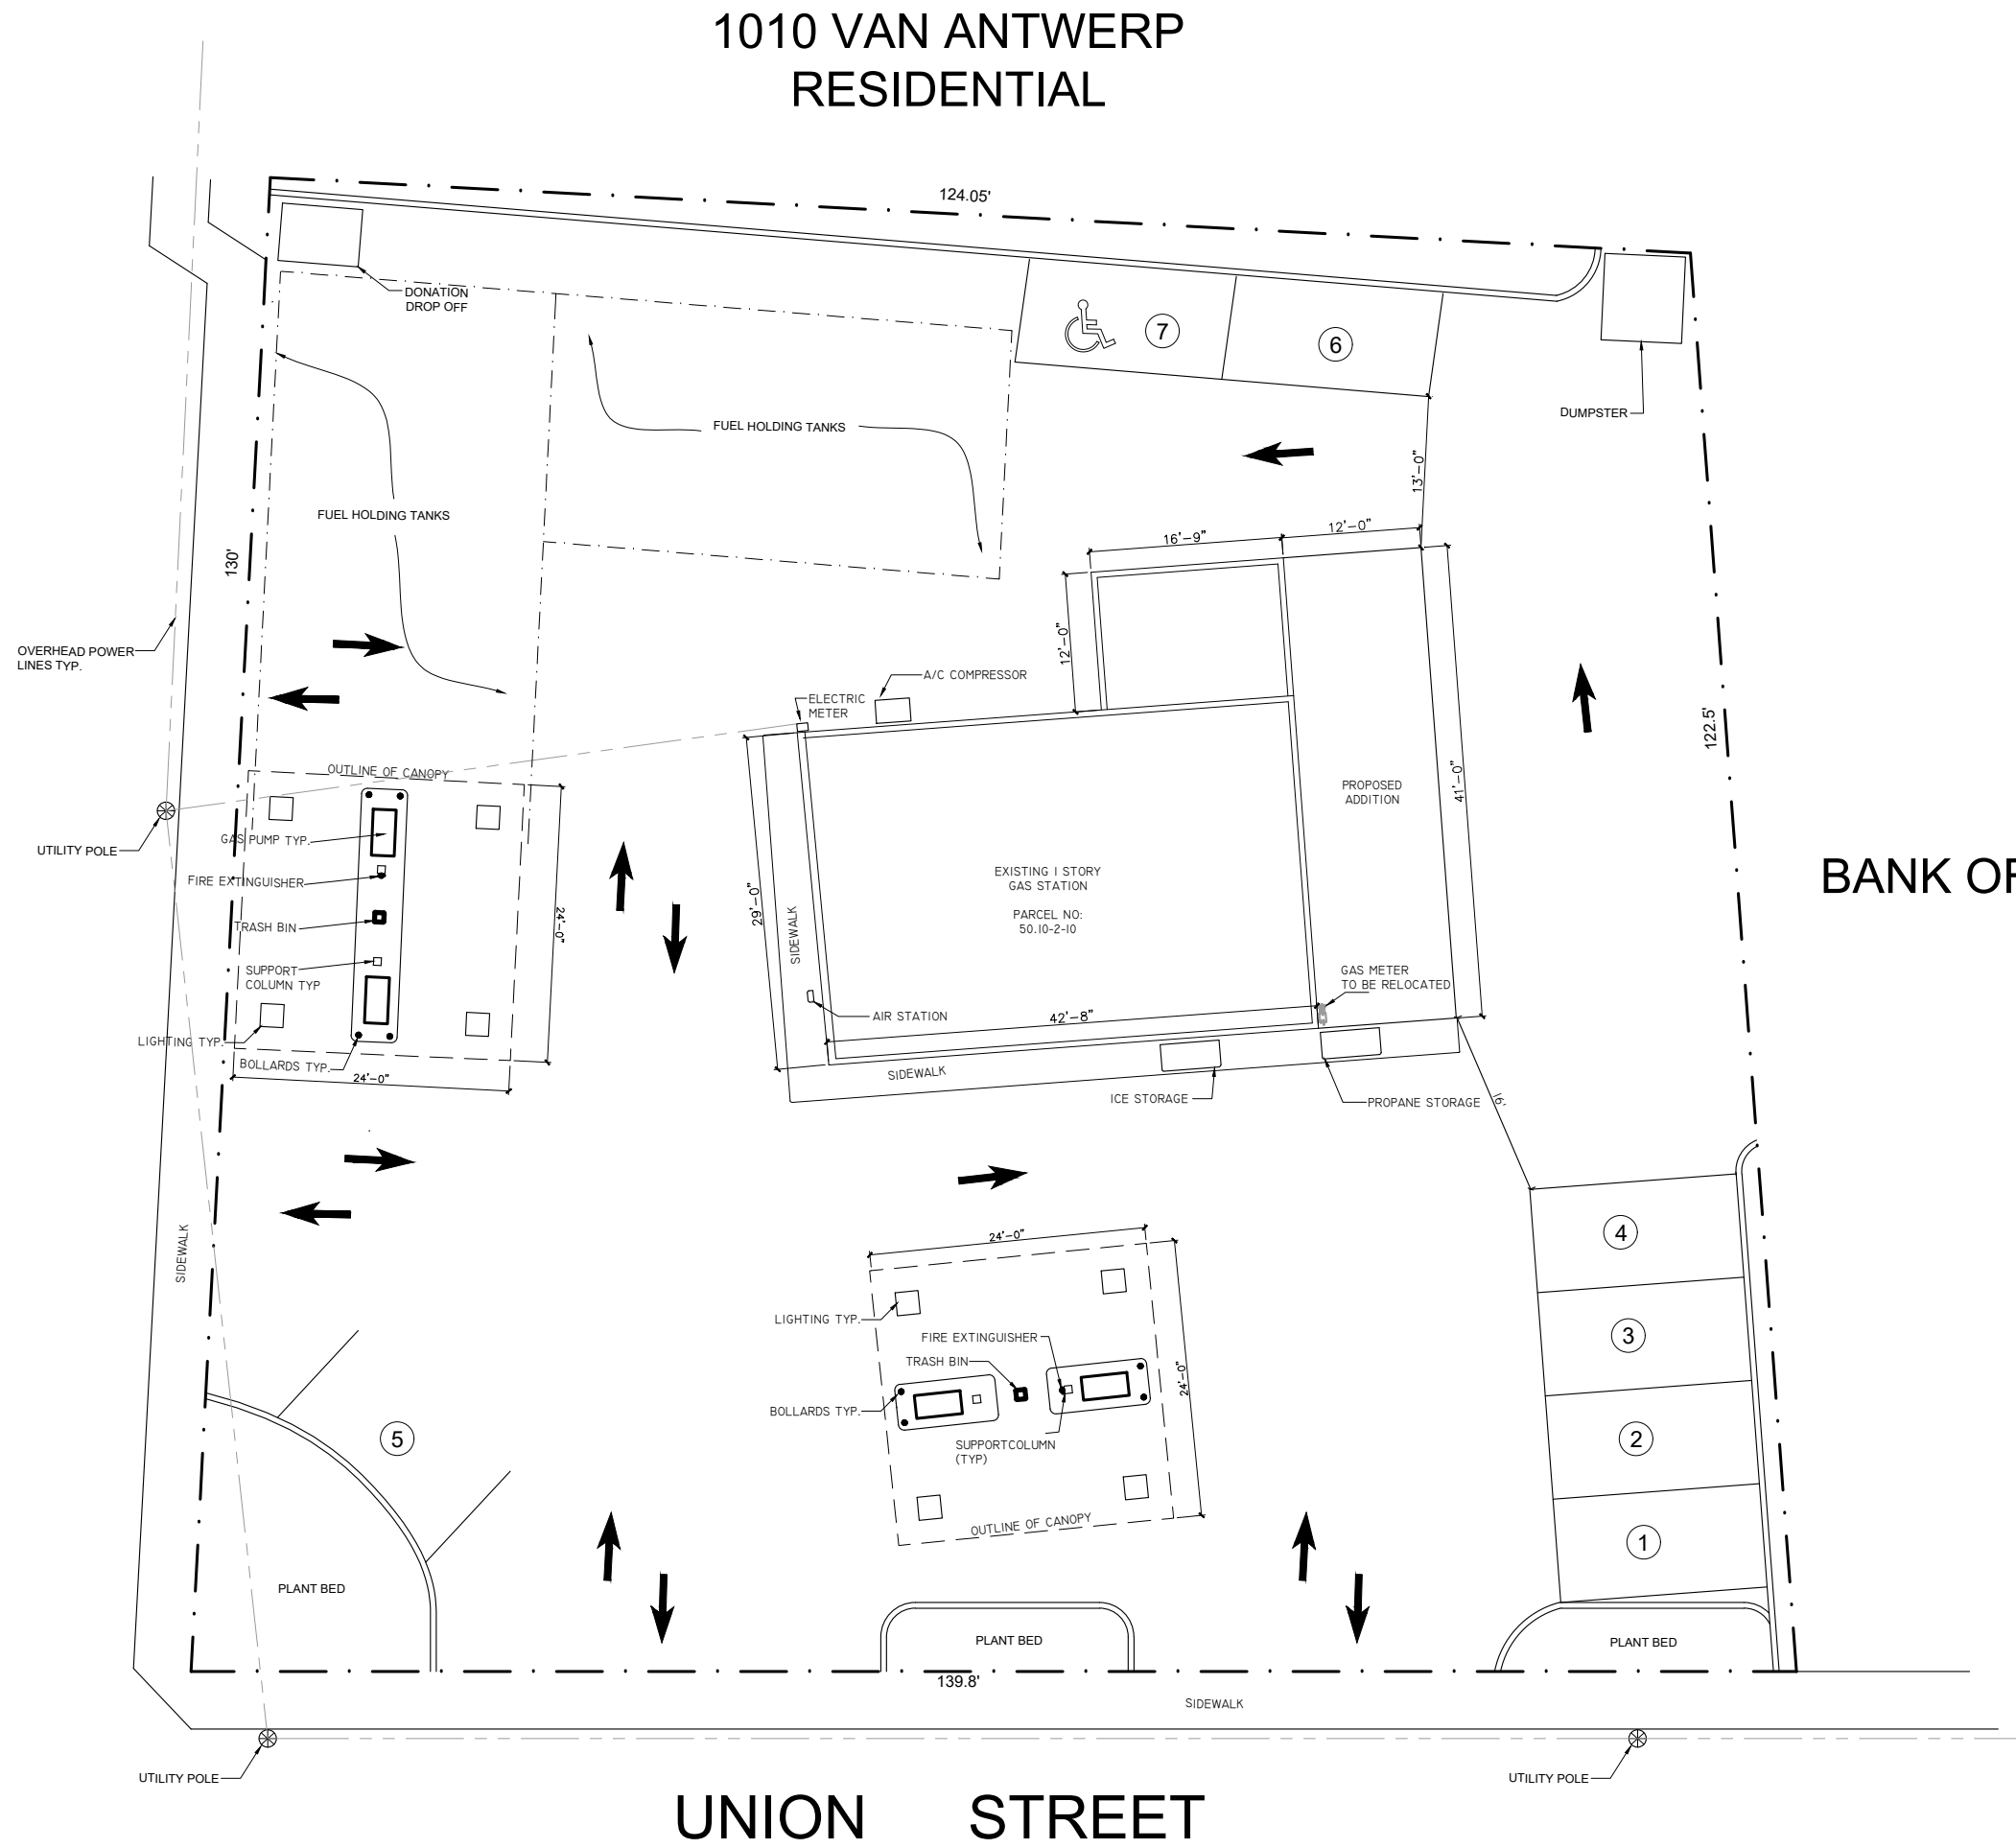 1010 VAN ANTWERP
RESIDENTIAL
124.05'
DONATION
DROP OFF
7
6
DUMPSTER
FUEL HOLDING TANKS
13'-0"
FUEL HOLDING TANKS
16'-9"
12'-0"
130'
12'-0"
OVERHEAD POWER
LINES TYP.
A/C COMPRESSOR
ELECTRIC
METER
122.5'
OUTLINE OF CANOPY
41'-0"
PROPOSED
ADDITION
GAS PUMP TYP.
UTILITY POLE
FIRE EXTINGUISHER
EXISTING 1 STORY
GAS STATION
PARCEL NO:
50.10-2-10
BANK OF
29'-0"
24'-0"
TRASH BIN
SIDEWALK
SUPPORT
COLUMN TYP
GAS METER
TO BE RELOCATED
AIR STATION
42'-8"
LIGHTING TYP.
BOLLARDS TYP.
24'-0"
SIDEWALK
ICE STORAGE
PROPANE STORAGE
16'
SIDEWALK
24'-0"
4
LIGHTING TYP.
FIRE EXTINGUISHER
3
TRASH BIN
24'-0"
BOLLARDS TYP.
5
SUPPORTCOLUMN
(TYP)
2
OUTLINE OF CANOPY
1
PLANT BED
PLANT BED
PLANT BED
139.8'
SIDEWALK
UTILITY POLE
UTILITY POLE
UNION STREET